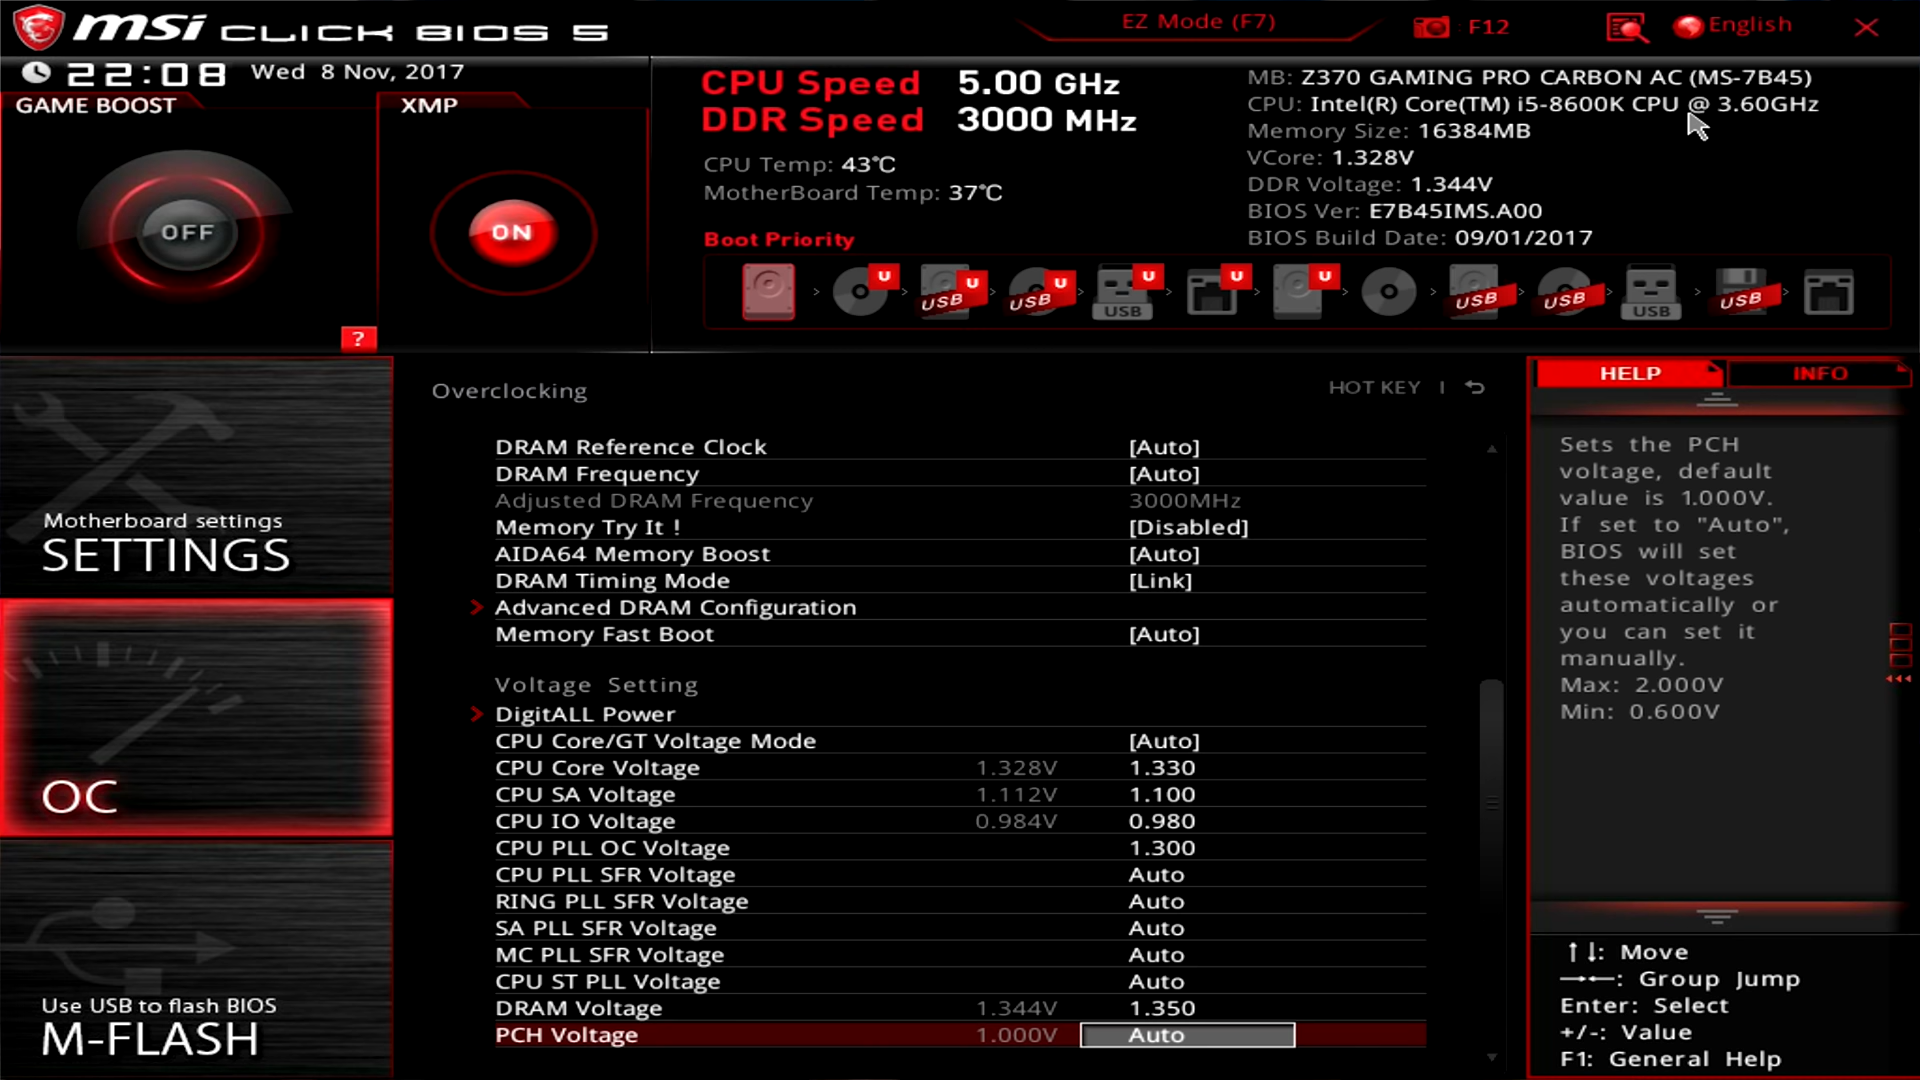 msi CLICK BIOS 5
EZ Mode (F7)
F12
English
22:08 Wed 8 Nov, 2017
GAME BOOST
XMP
OFF
ON
?
CPU Speed 5.00 GHz
DDR Speed 3000 MHz
CPU Temp: 43°C
MotherBoard Temp: 37°C
MB: Z370 GAMING PRO CARBON AC (MS-7B45)
CPU: Intel(R) Core(TM) i5-8600K CPU @ 3.60GHz
Memory Size: 16384MB
VCore: 1.328V
DDR Voltage: 1.344V
BIOS Ver: E7B45IMS.A00
BIOS Build Date: 09/01/2017
Boot Priority
U
USB U
USB U
USB U
U
U
USB
USB
USB
USB
Motherboard settings
SETTINGS
OC
Use USB to flash BIOS
M-FLASH
Overclocking
HOT KEY |
DRAM Reference Clock [Auto]
DRAM Frequency [Auto]
Adjusted DRAM Frequency 3000MHz
Memory Try It ! [Disabled]
AIDA64 Memory Boost [Auto]
DRAM Timing Mode [Link]
> Advanced DRAM Configuration
Memory Fast Boot [Auto]
Voltage Setting
> DigitALL Power
CPU Core/GT Voltage Mode [Auto]
CPU Core Voltage 1.328V 1.330
CPU SA Voltage 1.112V 1.100
CPU IO Voltage 0.984V 0.980
CPU PLL OC Voltage 1.300
CPU PLL SFR Voltage Auto
RING PLL SFR Voltage Auto
SA PLL SFR Voltage Auto
MC PLL SFR Voltage Auto
CPU ST PLL Voltage Auto
DRAM Voltage 1.344V 1.350
PCH Voltage 1.000V Auto
HELP
INFO
Sets the PCH
voltage, default
value is 1.000V.
If set to "Auto",
BIOS will set
these voltages
automatically or
you can set it
manually.
Max: 2.000V
Min: 0.600V
↑↓: Move
→←: Group Jump
Enter: Select
+/-: Value
F1: General Help